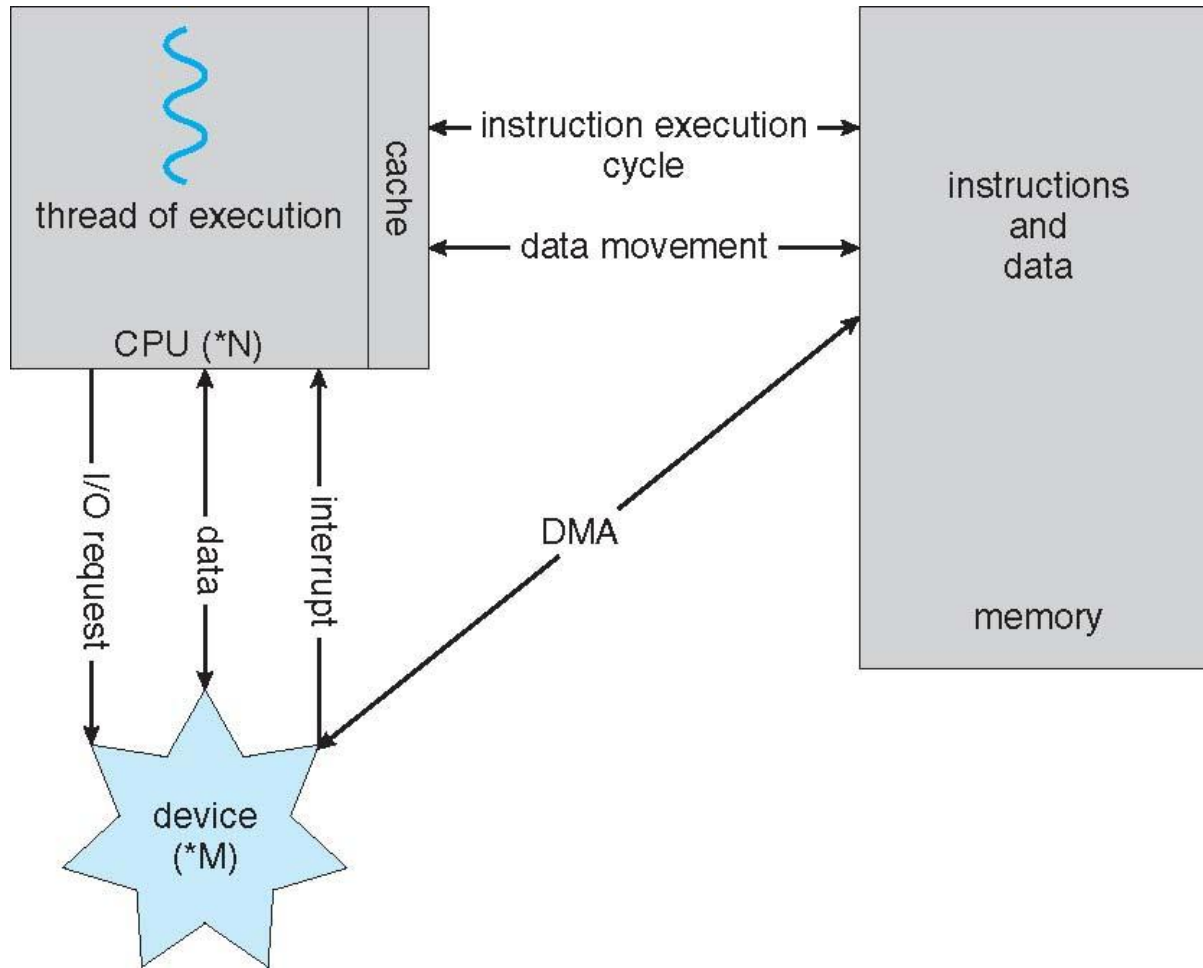 thread of execution
CPU (*N)
cache
instruction execution
cycle
data movement
instructions
and
data
memory
I/O request
data
interrupt
DMA
device
(*M)